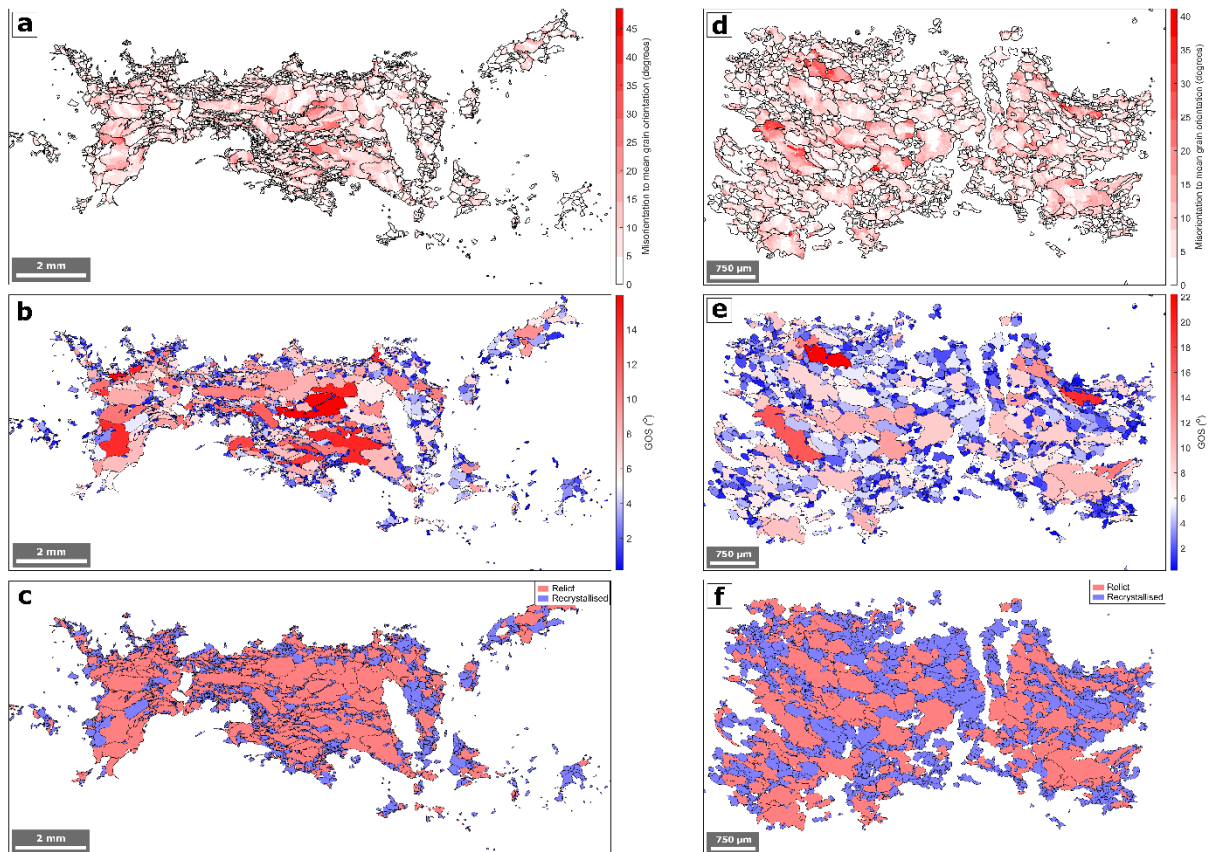 a
45
40
35
30
25
20
15
10
5
0
Misorientation to mean grain orientation (degrees)
2 mm
d
40
35
30
25
20
15
10
5
0
Misorientation to mean grain orientation (degrees)
750 µm
b
14
12
10
8
6
4
2
GOS (°)
2 mm
e
22
20
18
16
14
12
10
8
6
4
2
GOS (°)
750 µm
c
Relict
Recrystallised
2 mm
f
Relict
Recrystallised
750 µm